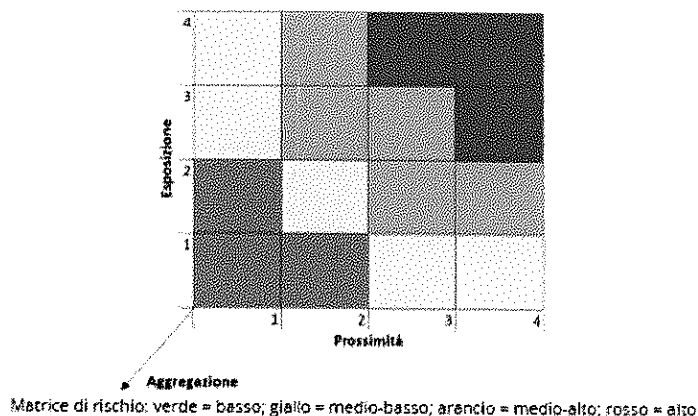 4
3
Esposizione
2
1
1 2 3 4
Prossimità
Aggregazione
Matrice di rischio: verde = basso; giallo = medio-basso; arancio = medio-alto; rosso = alto